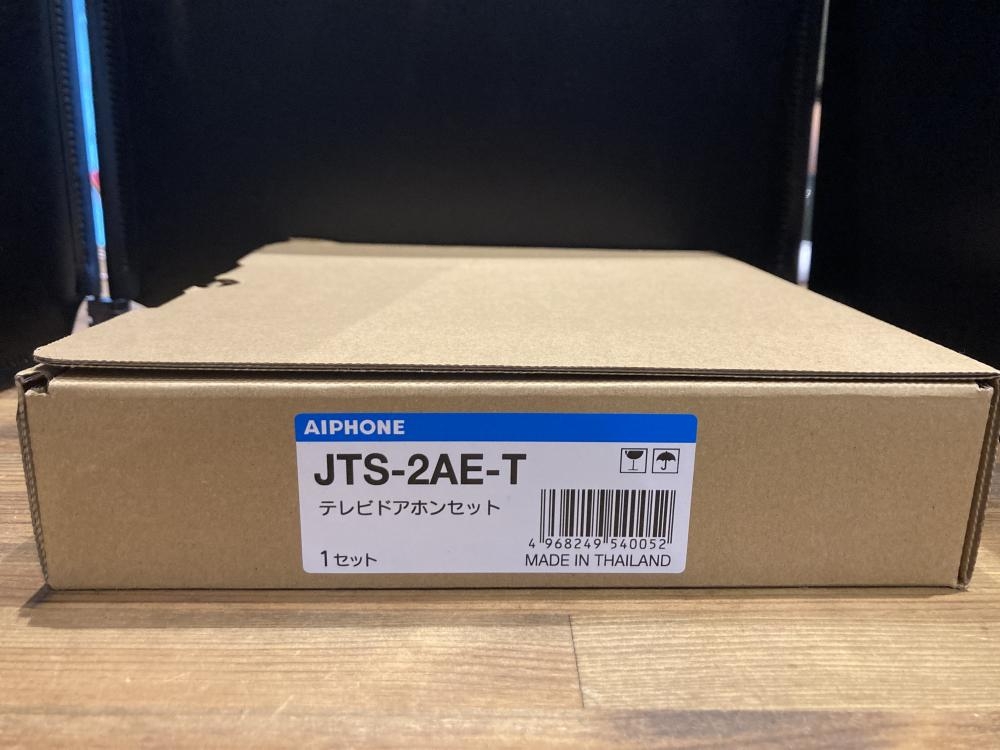 AIPHONE
JTS-2AE-T
テレビドアホンセット
4 968249 540052
1セット
MADE IN THAILAND